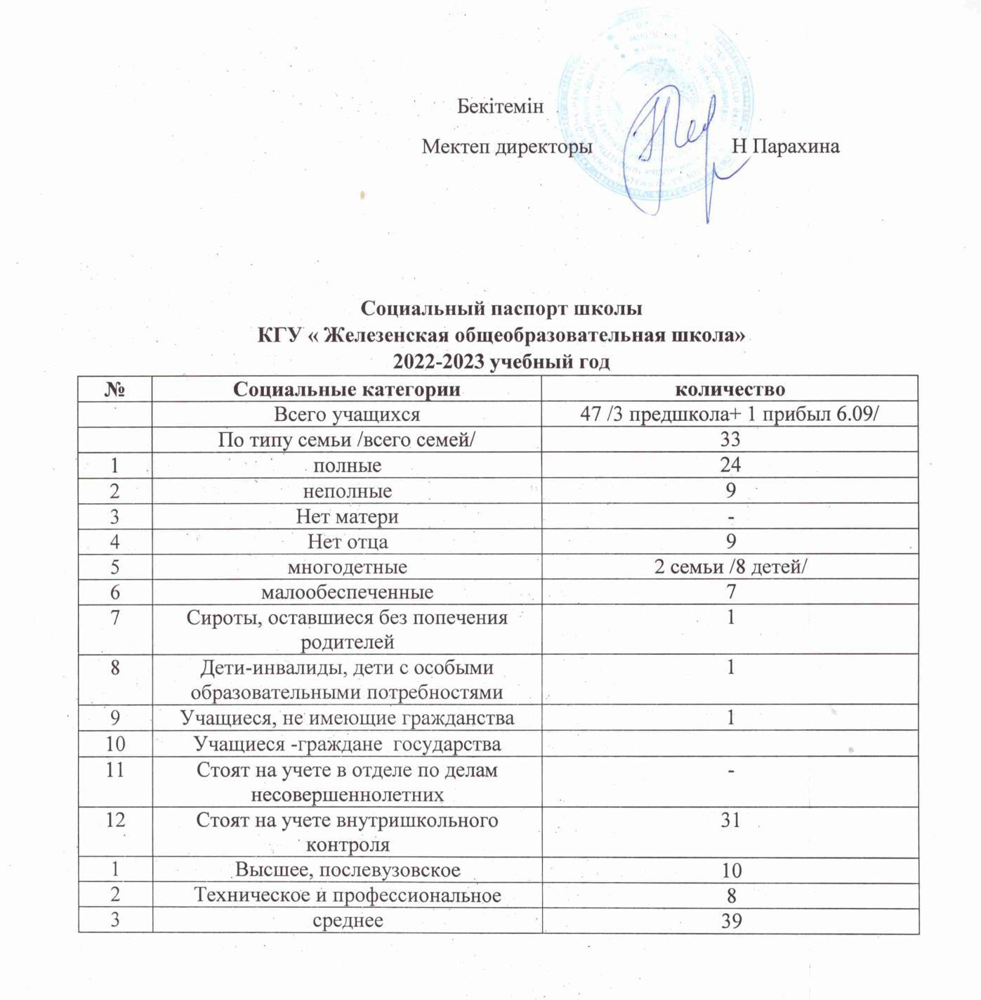 Бекітемін
Мектеп директоры Н Парахина
Социальный паспорт школы
КГУ « Железенская общеобразовательная школа»
2022-2023 учебный год
№ Социальные категории количество
Всего учащихся 47 /3 предшкола+ 1 прибыл 6.09/
По типу семьи /всего семей/ 33
1 полные 24
2 неполные 9
3 Нет матери -
4 Нет отца 9
5 многодетные 2 семьи /8 детей/
6 малообеспеченные 7
7 Сироты, оставшиеся без попечения 1
родителей
8 Дети-инвалиды, дети с особыми 1
образовательными потребностями
9 Учащиеся, не имеющие гражданства 1
10 Учащиеся -граждане государства
11 Стоят на учете в отделе по делам -
несовершеннолетних
12 Стоят на учете внутришкольного 31
контроля
1 Высшее, послевузовское 10
2 Техническое и профессиональное 8
3 среднее 39